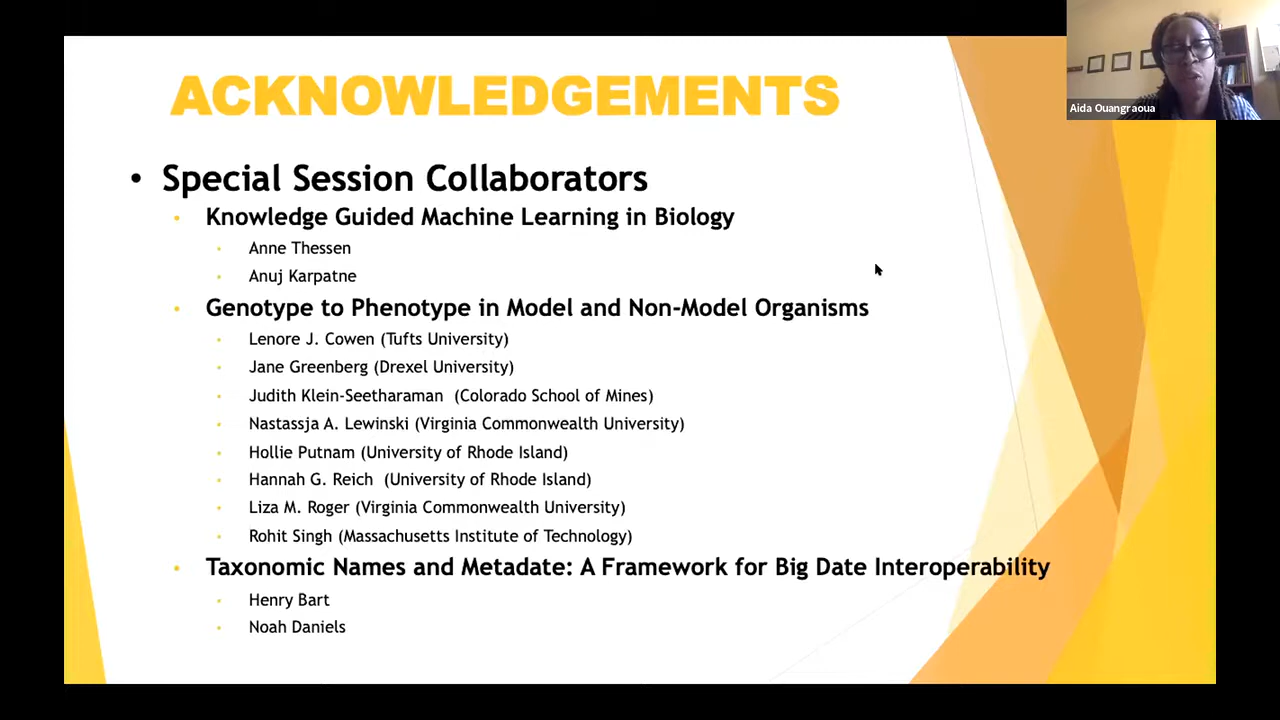 ACKNOWLEDGEMENTS
Aida Ouangraoua
• Special Session Collaborators
• Knowledge Guided Machine Learning in Biology
• Anne Thessen
• Anuj Karpatne
• Genotype to Phenotype in Model and Non-Model Organisms
• Lenore J. Cowen (Tufts University)
• Jane Greenberg (Drexel University)
• Judith Klein-Seetharaman (Colorado School of Mines)
• Nastassja A. Lewinski (Virginia Commonwealth University)
• Hollie Putnam (University of Rhode Island)
• Hannah G. Reich (University of Rhode Island)
• Liza M. Roger (Virginia Commonwealth University)
• Rohit Singh (Massachusetts Institute of Technology)
• Taxonomic Names and Metadate: A Framework for Big Date Interoperability
• Henry Bart
• Noah Daniels